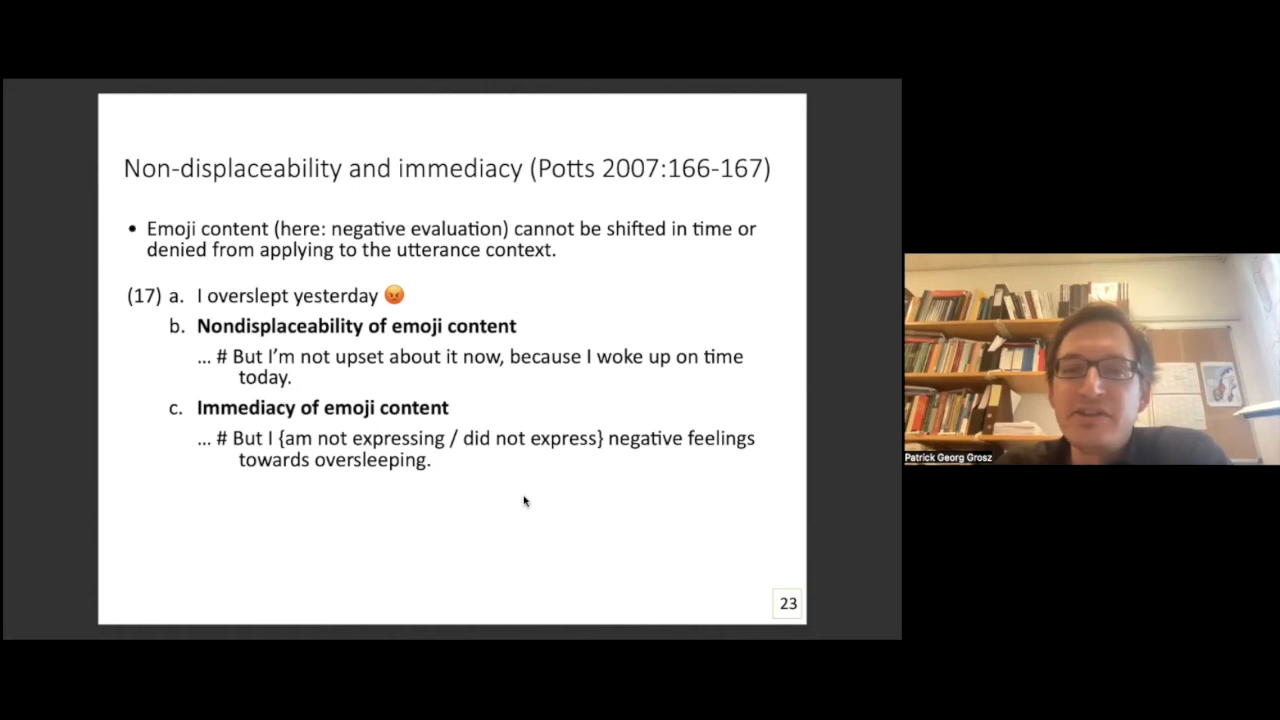 Non-displaceability and immediacy (Potts 2007:166-167)
• Emoji content (here: negative evaluation) cannot be shifted in time or
denied from applying to the utterance context.
(17) a. I overslept yesterday 😡
b. Nondisplaceability of emoji content
... # But I’m not upset about it now, because I woke up on time
today.
c. Immediacy of emoji content
... # But I {am not expressing / did not express} negative feelings
towards oversleeping.
23
Patrick Georg Grosz